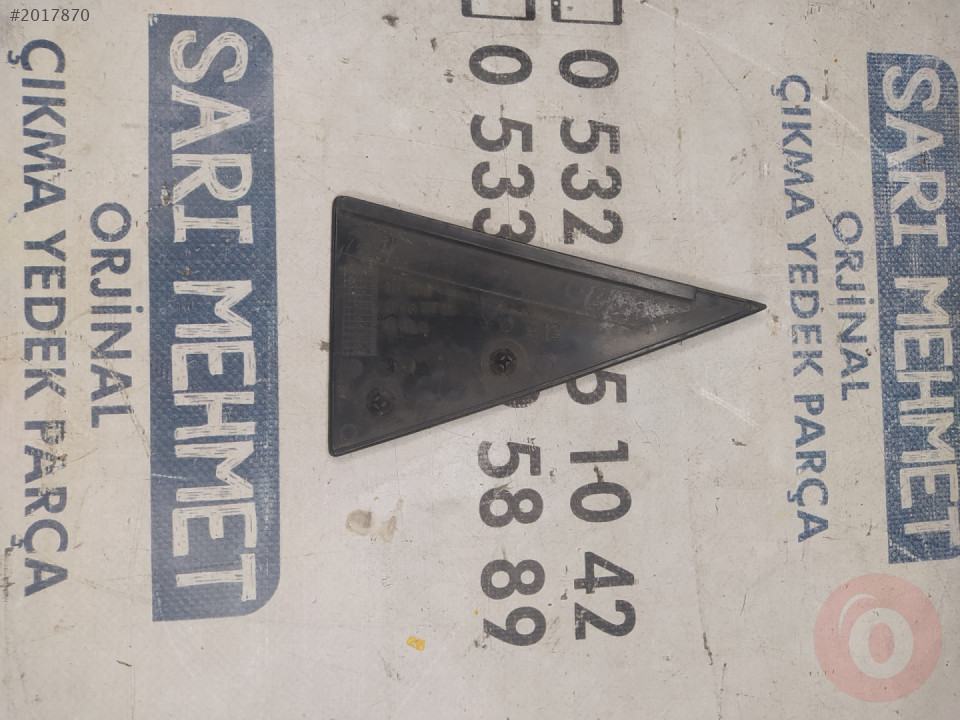 #2017870
SARI MEHMET
ORJİNAL
ÇIKMA YEDEK PARÇA
0 532 5 10 42
0 533 58 89
SARI MEHMET
ORJİNAL
ÇIKMA YEDEK PARÇA